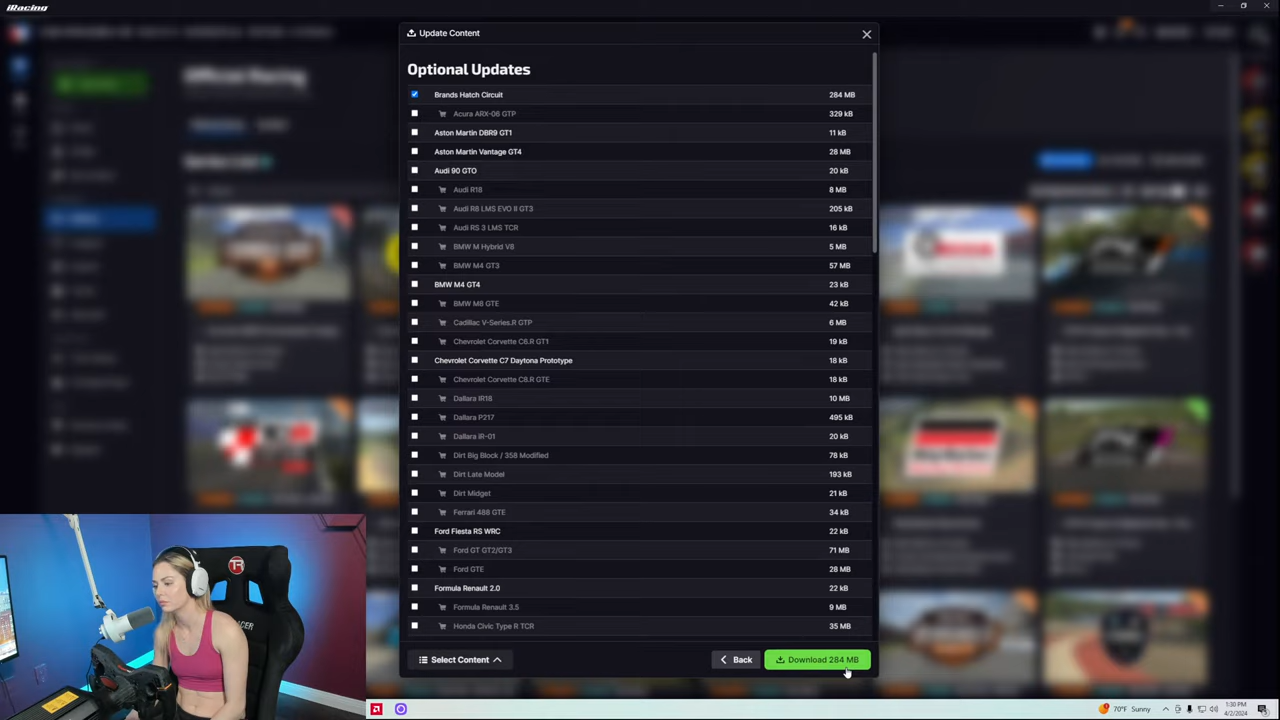 iRacing
Update Content
Optional Updates
Brands Hatch Circuit 284 MB
Acura ARX-06 GTP 329 kB
Aston Martin DBR9 GT1 11 kB
Aston Martin Vantage GT4 28 MB
Audi 90 GTO 20 kB
Audi R18 8 MB
Audi R8 LMS EVO II GT3 205 kB
Audi RS 3 LMS TCR 16 kB
BMW M Hybrid V8 5 MB
BMW M4 GT3 57 MB
BMW M4 GT4 23 kB
BMW M8 GTE 42 kB
Cadillac V-Series.R GTP 6 MB
Chevrolet Corvette C6.R GT1 19 kB
Chevrolet Corvette C7 Daytona Prototype 18 kB
Chevrolet Corvette C8.R GTE 18 kB
Dallara IR18 10 MB
Dallara P217 495 kB
Dallara iR-01 20 kB
Dirt Big Block / 358 Modified 78 kB
Dirt Late Model 193 kB
Dirt Midget 21 kB
Ferrari 488 GTE 34 kB
Ford Fiesta RS WRC 22 kB
Ford GT GT2/GT3 71 MB
Ford GTE 28 MB
Formula Renault 2.0 22 kB
Formula Renault 3.5 9 MB
Honda Civic Type R TCR 35 MB
Select Content Back Download 284 MB
70°F Sunny 1:30 PM
4/2/2024